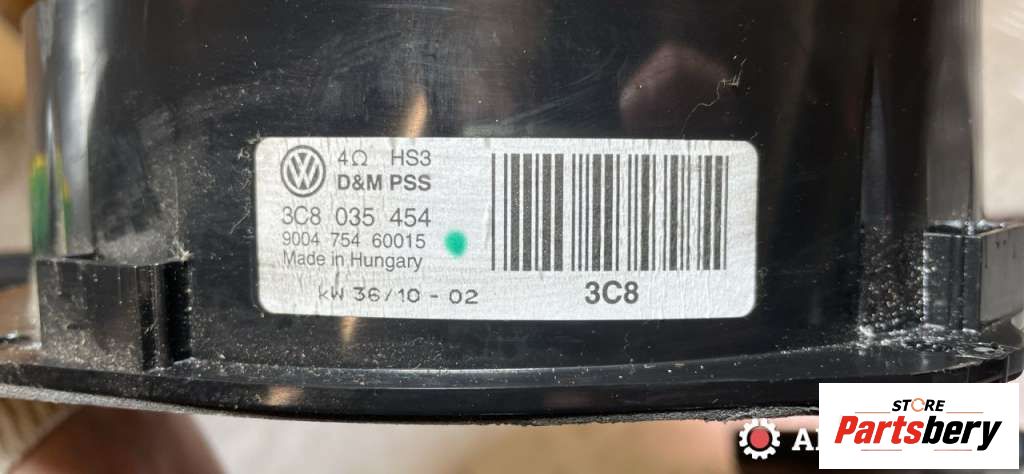 4Ω HS3
D&M PSS
3C8 035 454
9004 754 60015
Made in Hungary
kW 36/10 - 02
3C8
STORE
Partsbery